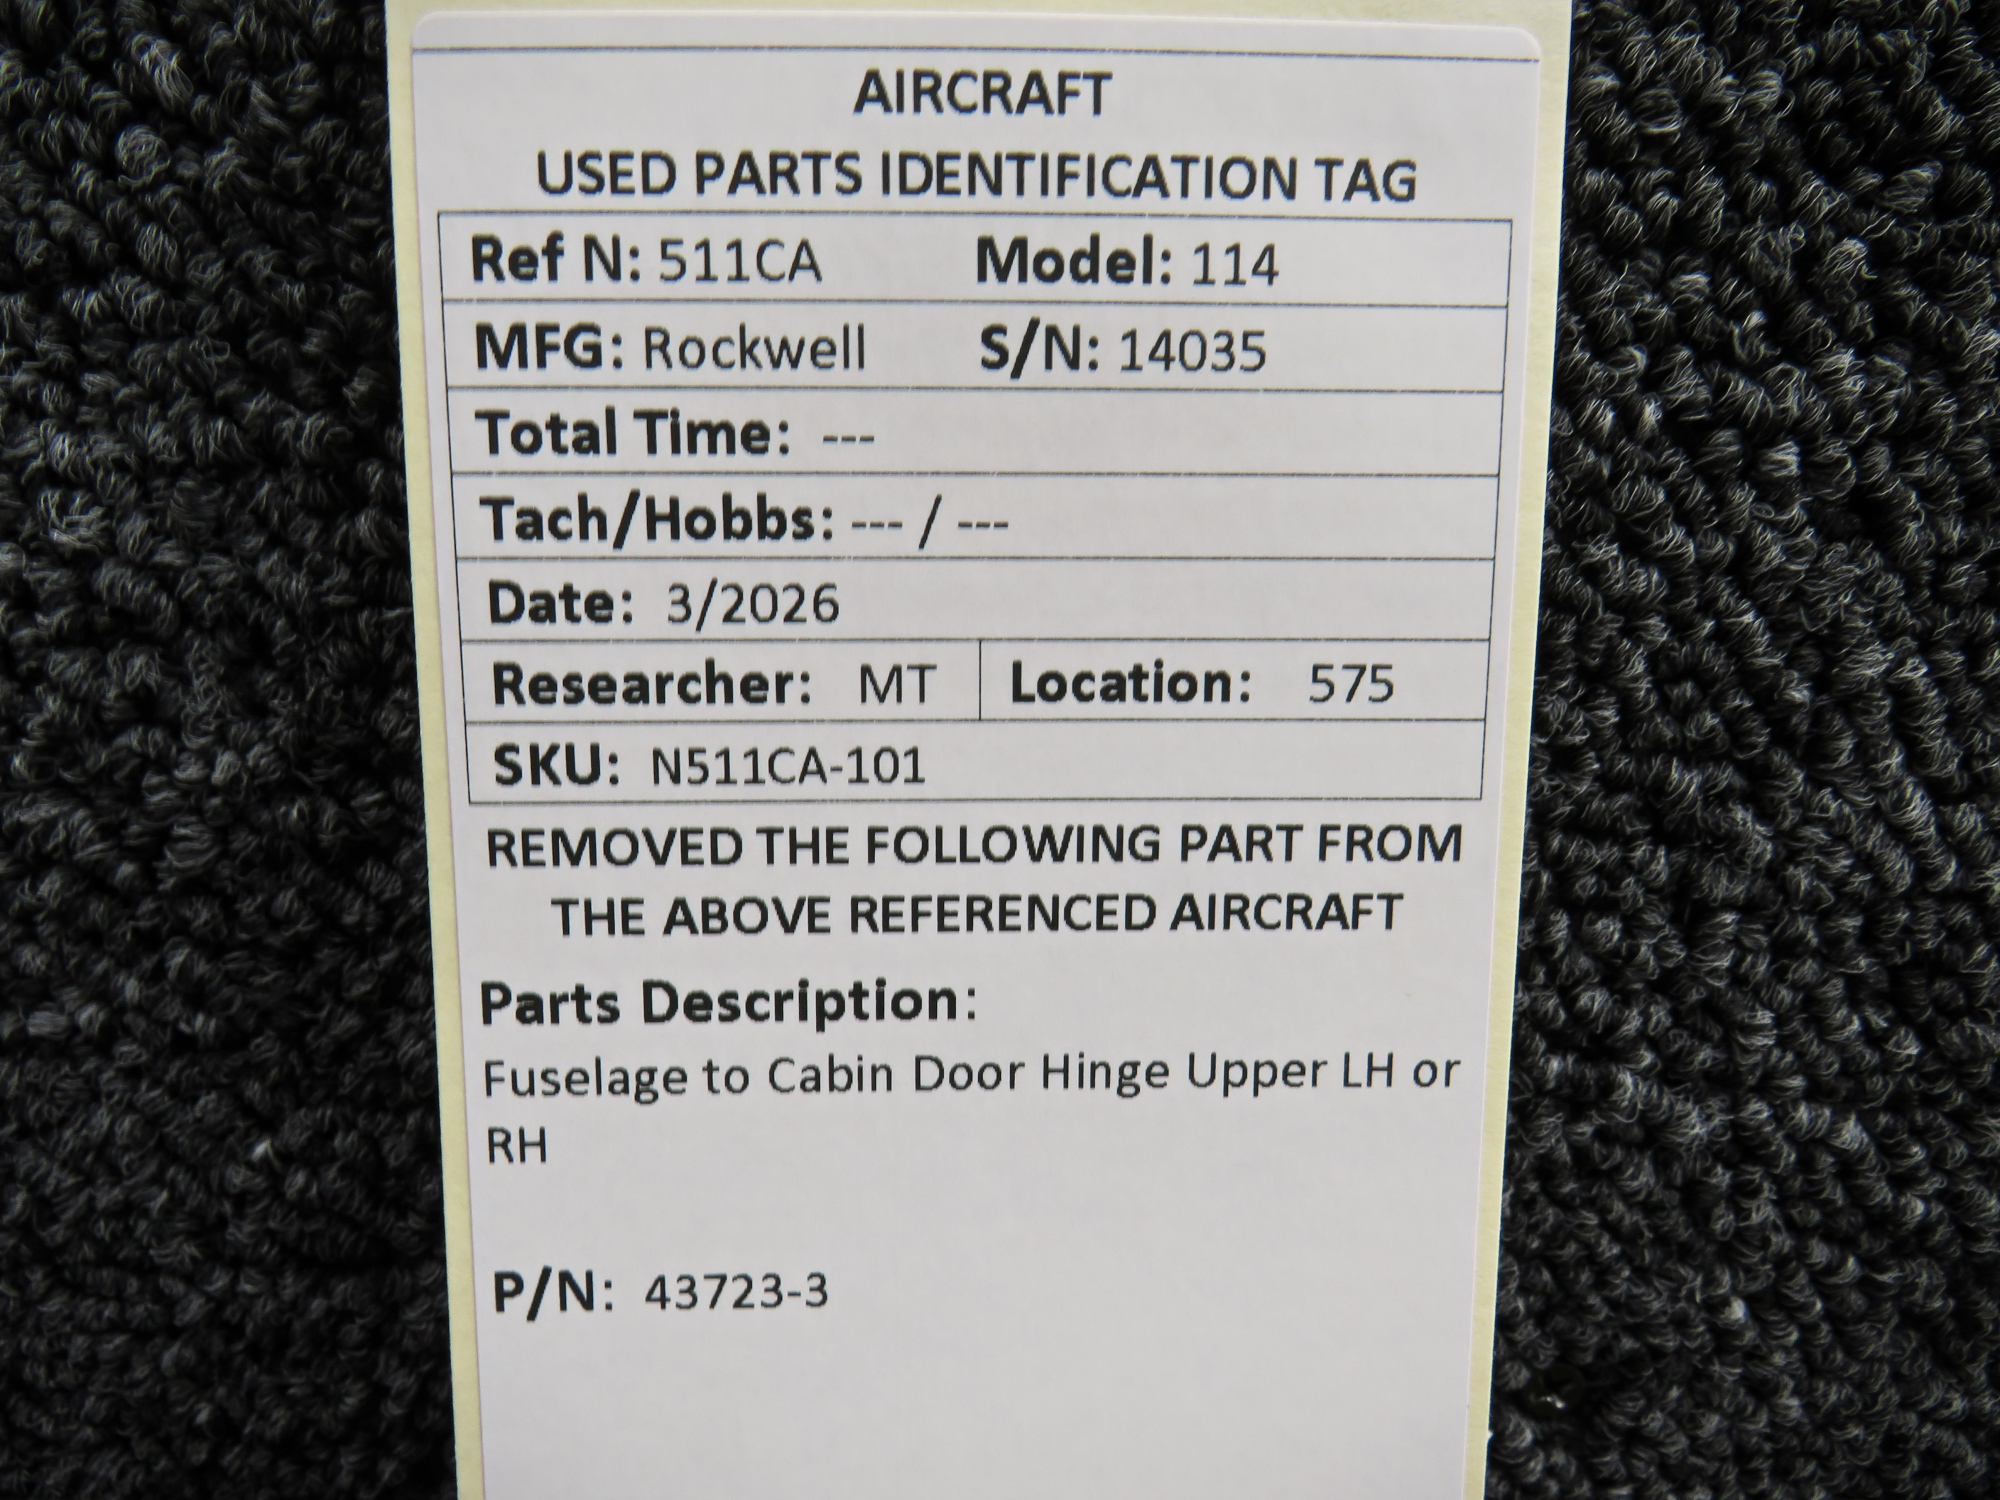 AIRCRAFT
USED PARTS IDENTIFICATION TAG
Ref N: 511CA Model: 114
MFG: Rockwell S/N: 14035
Total Time: ---
Tach/Hobbs: --- / ---
Date: 3/2026
Researcher: MT Location: 575
SKU: N511CA-101
REMOVED THE FOLLOWING PART FROM
THE ABOVE REFERENCED AIRCRAFT
Parts Description:
Fuselage to Cabin Door Hinge Upper LH or
RH
P/N: 43723-3